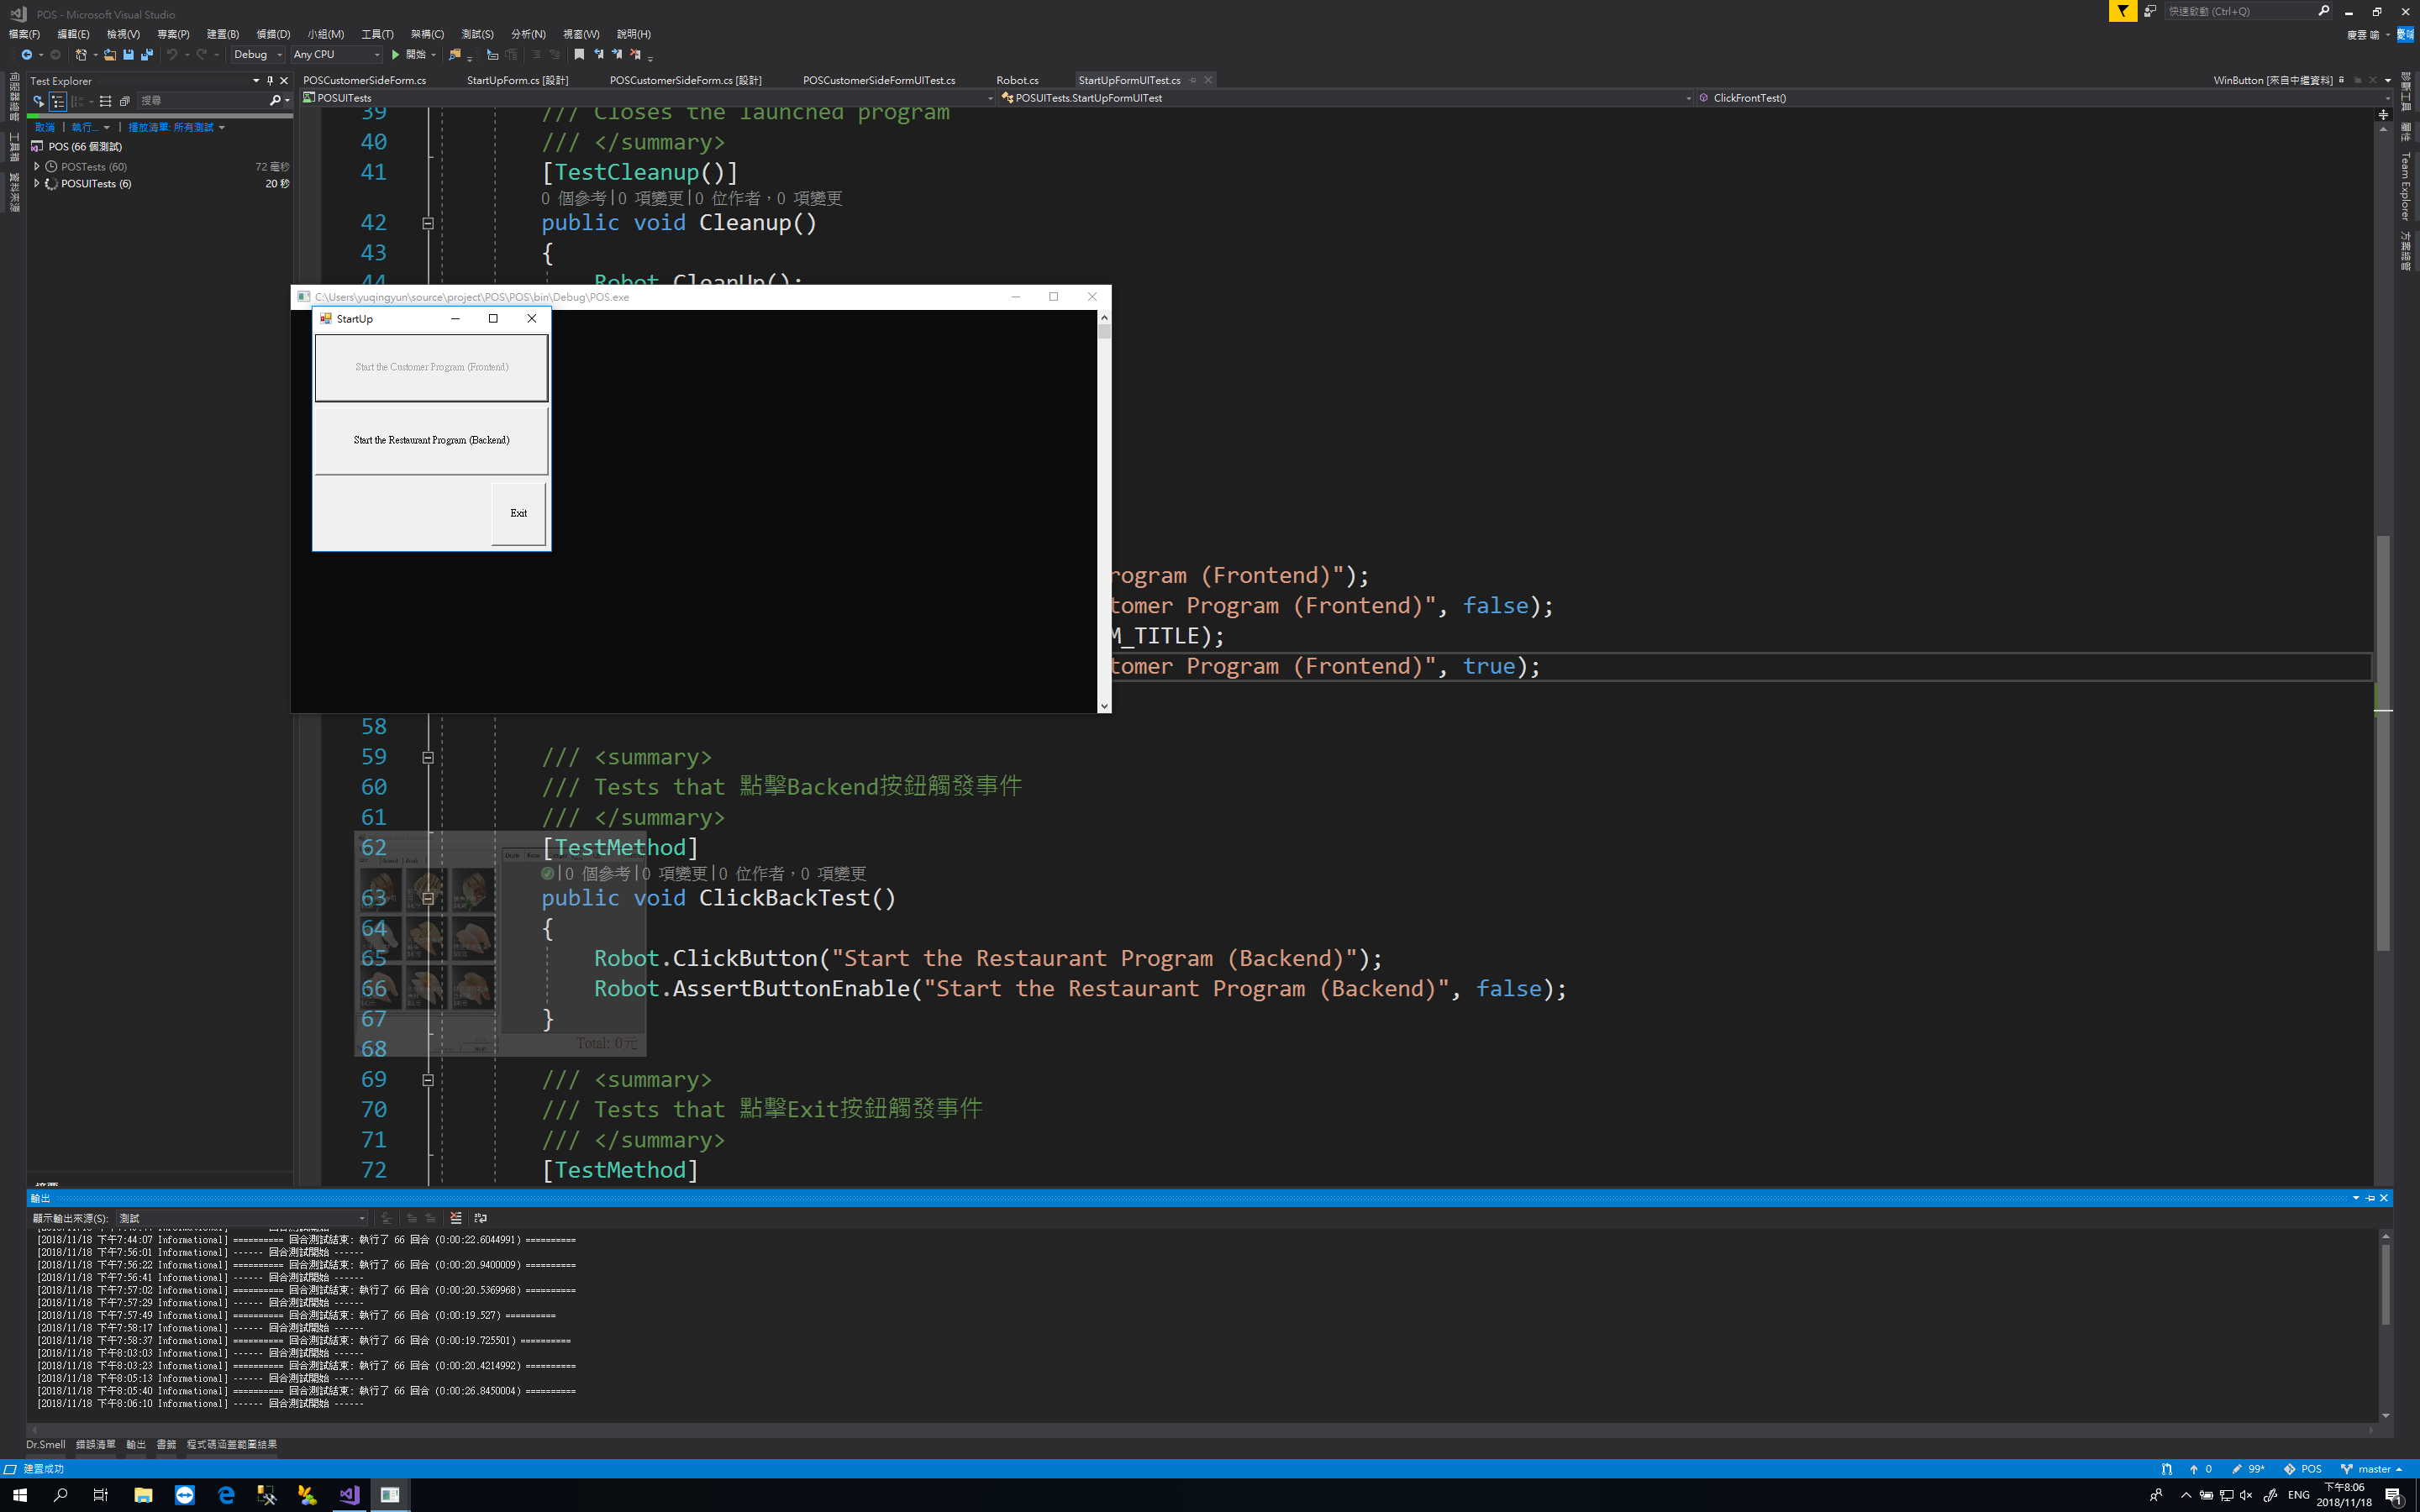 POS - Microsoft Visual Studio
快速啟動 (Ctrl+Q)
檔案(F) 編輯(E) 檢視(V) 專案(P) 建置(B) 偵錯(D) 小組(M) 工具(T) 架構(C) 測試(S) 分析(N) 視窗(W) 說明(H)
慶雲 喻
Debug Any CPU 開始
Test Explorer
POSCustomerSideForm.cs StartUpForm.cs [設計] POSCustomerSideForm.cs [設計] POSCustomerSideFormUITest.cs Robot.cs StartUpFormUITest.cs WinButton [來自中繼資料]
搜尋
POSUITests POSUITests.StartUpFormUITest ClickFrontTest()
取消 | 執行... | 播放清單: 所有測試
POS (66 個測試)
POSTests (60) 72 毫秒
POSUITests (6) 20 秒
工具箱
資料來源
診斷工具
屬性
Team Explorer
方案總管
39 /// Closes the launched program
40 /// </summary>
41 [TestCleanup()]
0 個參考|0 項變更|0 位作者，0 項變更
42 public void Cleanup()
43 {
44 Robot.CleanUp();
C:\Users\yuqingyun\source\project\POS\POS\bin\Debug\POS.exe
StartUp
Start the Customer Program (Frontend)
Start the Restaurant Program (Backend)
Exit
rogram (Frontend)");
tomer Program (Frontend)", false);
M_TITLE);
tomer Program (Frontend)", true);
58
59 /// <summary>
60 /// Tests that 點擊Backend按鈕觸發事件
61 /// </summary>
62 [TestMethod]
|0 個參考|0 項變更|0 位作者，0 項變更
63 public void ClickBackTest()
64 {
65 Robot.ClickButton("Start the Restaurant Program (Backend)");
66 Robot.AssertButtonEnable("Start the Restaurant Program (Backend)", false);
67 }
Total: 0元
68
69 /// <summary>
70 /// Tests that 點擊Exit按鈕觸發事件
71 /// </summary>
72 [TestMethod]
輸出
顯示輸出來源(S): 測試
[2018/11/18 下午7:44:07 Informational] ========== 回合測試結束: 執行了 66 回合 (0:00:22.6044991) ==========
[2018/11/18 下午7:56:01 Informational] ------ 回合測試開始 ------
[2018/11/18 下午7:56:22 Informational] ========== 回合測試結束: 執行了 66 回合 (0:00:20.9400009) ==========
[2018/11/18 下午7:56:41 Informational] ------ 回合測試開始 ------
[2018/11/18 下午7:57:02 Informational] ========== 回合測試結束: 執行了 66 回合 (0:00:20.5369968) ==========
[2018/11/18 下午7:57:29 Informational] ------ 回合測試開始 ------
[2018/11/18 下午7:57:49 Informational] ========== 回合測試結束: 執行了 66 回合 (0:00:19.527) ==========
[2018/11/18 下午7:58:17 Informational] ------ 回合測試開始 ------
[2018/11/18 下午7:58:37 Informational] ========== 回合測試結束: 執行了 66 回合 (0:00:19.725501) ==========
[2018/11/18 下午8:03:03 Informational] ------ 回合測試開始 ------
[2018/11/18 下午8:03:23 Informational] ========== 回合測試結束: 執行了 66 回合 (0:00:20.4214992) ==========
[2018/11/18 下午8:05:13 Informational] ------ 回合測試開始 ------
[2018/11/18 下午8:05:40 Informational] ========== 回合測試結束: 執行了 66 回合 (0:00:26.8450004) ==========
[2018/11/18 下午8:06:10 Informational] ------ 回合測試開始 ------
Dr.Smell 錯誤清單 輸出 書籤 程式碼涵蓋範圍結果
建置成功 0 99* POS master
ENG 下午8:06
2018/11/18